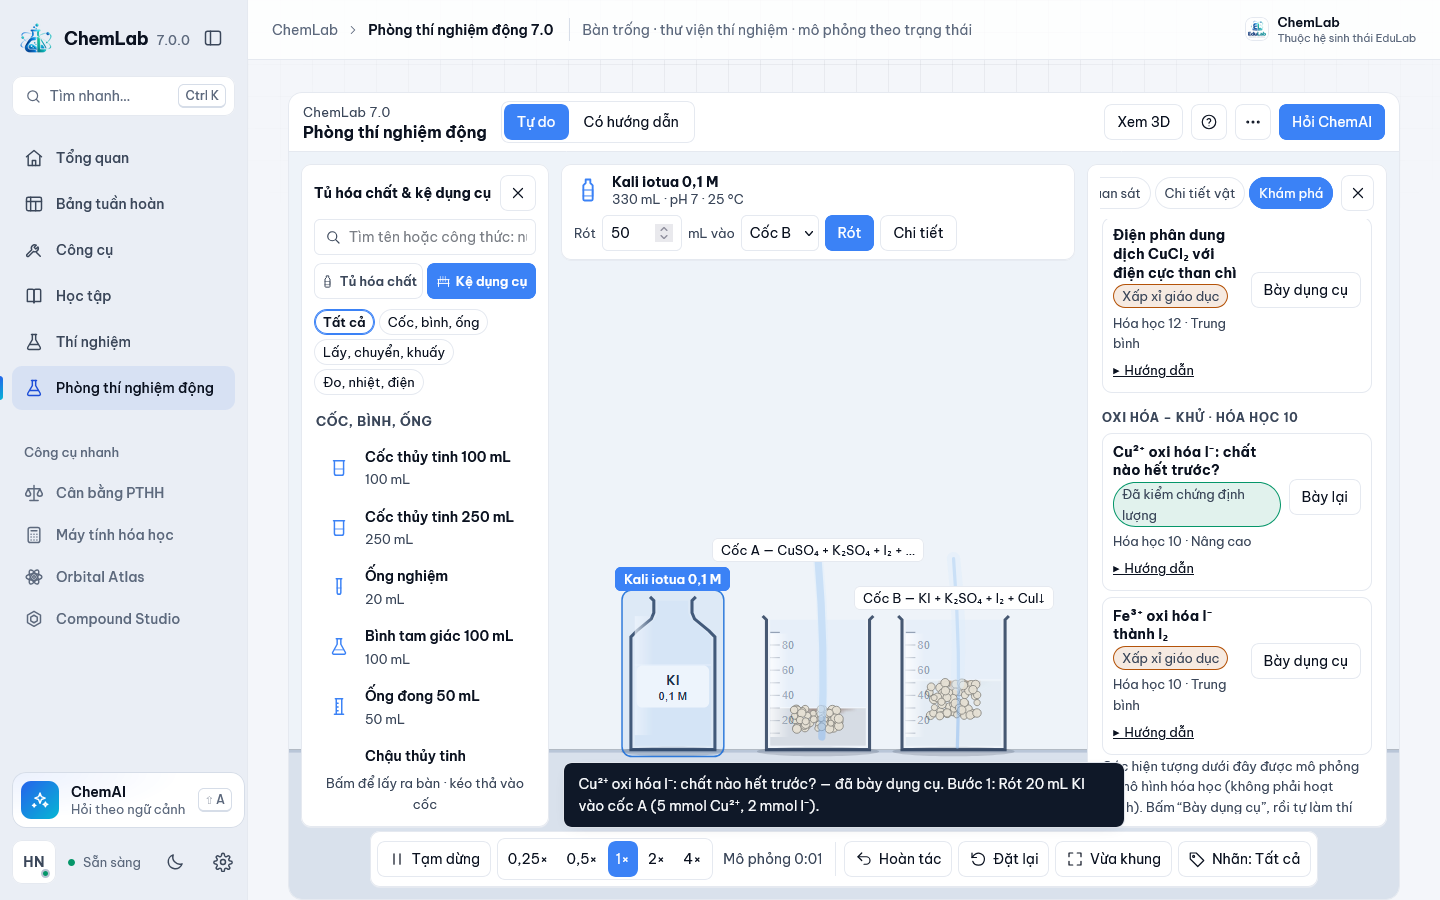 ChemLab 7.0.0
Tìm nhanh... Ctrl K
Tổng quan
Bảng tuần hoàn
Công cụ
Học tập
Thí nghiệm
Phòng thí nghiệm động
Công cụ nhanh
Cân bằng PTHH
Máy tính hóa học
Orbital Atlas
Compound Studio
ChemAI
Hỏi theo ngữ cảnh
⇧ A
HN Sẵn sàng
ChemLab › Phòng thí nghiệm động 7.0 Bàn trống · thư viện thí nghiệm · mô phỏng theo trạng thái
EduLab
ChemLab
Thuộc hệ sinh thái EduLab
ChemLab 7.0
Phòng thí nghiệm động
Tự do Có hướng dẫn
Xem 3D
Hỏi ChemAI
Tủ hóa chất & kệ dụng cụ
Tìm tên hoặc công thức:
Tủ hóa chất Kệ dụng cụ
Tất cả Cốc, bình, ống
Lấy, chuyển, khuấy
Đo, nhiệt, điện
CỐC, BÌNH, ỐNG
Cốc thủy tinh 100 mL
100 mL
Cốc thủy tinh 250 mL
250 mL
Ống nghiệm
20 mL
Bình tam giác 100 mL
100 mL
Ống đong 50 mL
50 mL
Chậu thủy tinh
Bấm để lấy ra bàn · kéo thả vào
cốc
Kali iotua 0,1 M
330 mL · pH 7 · 25 °C
Rót 50 mL vào Cốc B Rót Chi tiết
Cốc A — CuSO₄ + K₂SO₄ + I₂ + ...
Kali iotua 0,1 M
Cốc B — KI + K₂SO₄ + I₂ + CuI↓
KI
0,1 M
80
60
40
20
80
60
40
20
Cu²⁺ oxi hóa I⁻: chất nào hết trước? — đã bày dụng cụ. Bước 1: Rót 20 mL KI
vào cốc A (5 mmol Cu²⁺, 2 mmol I⁻).
Tạm dừng 0,25× 0,5× 1× 2× 4× Mô phỏng 0:01 Hoàn tác Đặt lại Vừa khung Nhãn: Tất cả
sát Chi tiết vật Khám phá
Điện phân dung
dịch CuCl₂ với
điện cực than chì
Xấp xỉ giáo dục
Hóa học 12 · Trung
bình
▸ Hướng dẫn
Bày dụng cụ
OXI HÓA – KHỬ · HÓA HỌC 10
Cu²⁺ oxi hóa I⁻: chất
nào hết trước?
Đã kiểm chứng định
lượng
Hóa học 10 · Nâng cao
▸ Hướng dẫn
Bày lại
Fe³⁺ oxi hóa I⁻
thành I₂
Xấp xỉ giáo dục
Hóa học 10 · Trung
bình
▸ Hướng dẫn
Bày dụng cụ
hiện tượng dưới đây được mô phỏng
mô hình hóa học (không phải hoạt
Bấm “Bày dụng cụ”, rồi tự làm thí